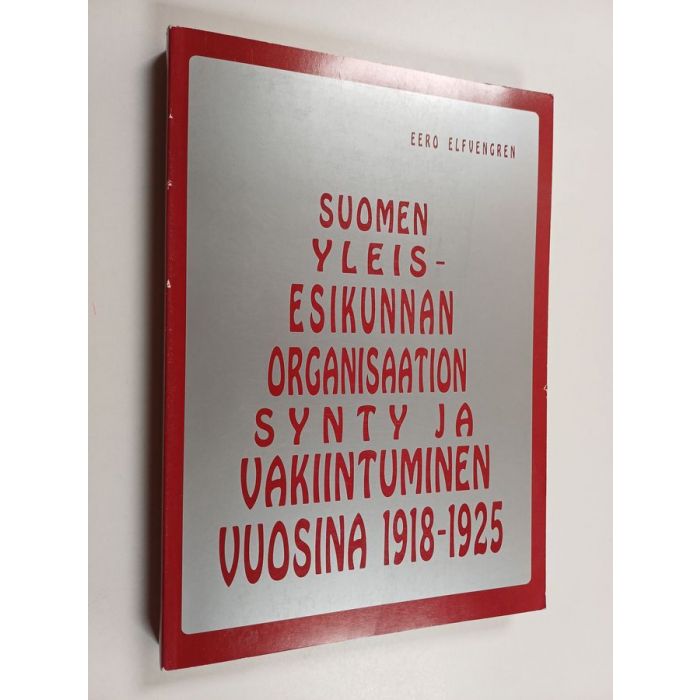 EERO ELFVENGREN
SUOMEN
YLEIS-
ESIKUNNAN
ORGANISAATION
SYNTY JA
VAKIINTUMINEN
VUOSINA 1918-1925